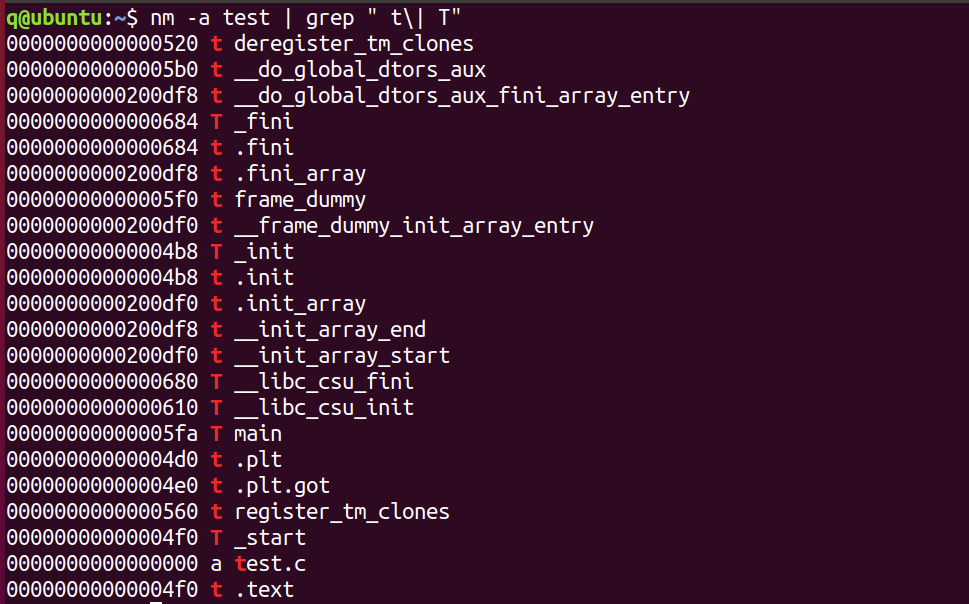 q@ubuntu:~$ nm -a test | grep " t\| T"
0000000000000520 t deregister_tm_clones
00000000000005b0 t __do_global_dtors_aux
0000000000200df8 t __do_global_dtors_aux_fini_array_entry
0000000000000684 T _fini
0000000000000684 t .fini
0000000000200df8 t .fini_array
00000000000005f0 t frame_dummy
0000000000200df0 t __frame_dummy_init_array_entry
00000000000004b8 T _init
00000000000004b8 t .init
0000000000200df0 t .init_array
0000000000200df8 t __init_array_end
0000000000200df0 t __init_array_start
0000000000000680 T __libc_csu_fini
0000000000000610 T __libc_csu_init
00000000000005fa T main
00000000000004d0 t .plt
00000000000004e0 t .plt.got
0000000000000560 t register_tm_clones
00000000000004f0 T _start
0000000000000000 a test.c
00000000000004f0 t .text